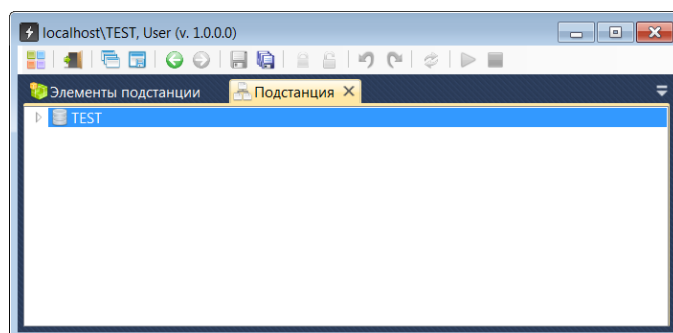 localhost\TEST, User (v. 1.0.0.0)
Элементы подстанции Подстанция
TEST